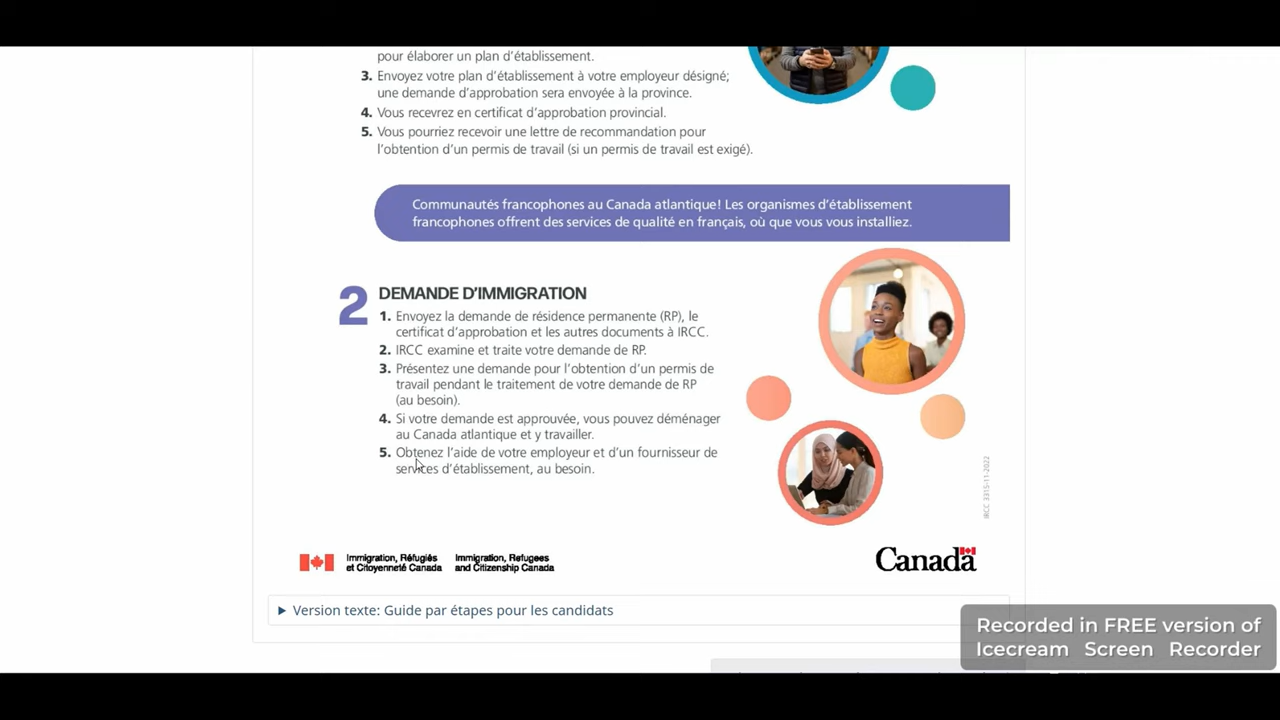 pour élaborer un plan d'établissement.
3. Envoyez votre plan d'établissement à votre employeur désigné;
une demande d'approbation sera envoyée à la province.
4. Vous recevrez en certificat d'approbation provincial.
5. Vous pourriez recevoir une lettre de recommandation pour
l'obtention d'un permis de travail (si un permis de travail est exigé).
Communautés francophones au Canada atlantique! Les organismes d'établissement
francophones offrent des services de qualité en français, où que vous vous installiez.
2 DEMANDE D'IMMIGRATION
1. Envoyez la demande de résidence permanente (RP), le
certificat d'approbation et les autres documents à IRCC.
2. IRCC examine et traite votre demande de RP.
3. Présentez une demande pour l'obtention d'un permis de
travail pendant le traitement de votre demande de RP
(au besoin).
4. Si votre demande est approuvée, vous pouvez déménager
au Canada atlantique et y travailler.
5. Obtenez l'aide de votre employeur et d'un fournisseur de
services d'établissement, au besoin.
IRCC 3315-11-2022
Immigration, Réfugiés
et Citoyenneté Canada
Immigration, Refugees
and Citizenship Canada
Canada
Version texte: Guide par étapes pour les candidats
Recorded in FREE version of
Icecream Screen Recorder